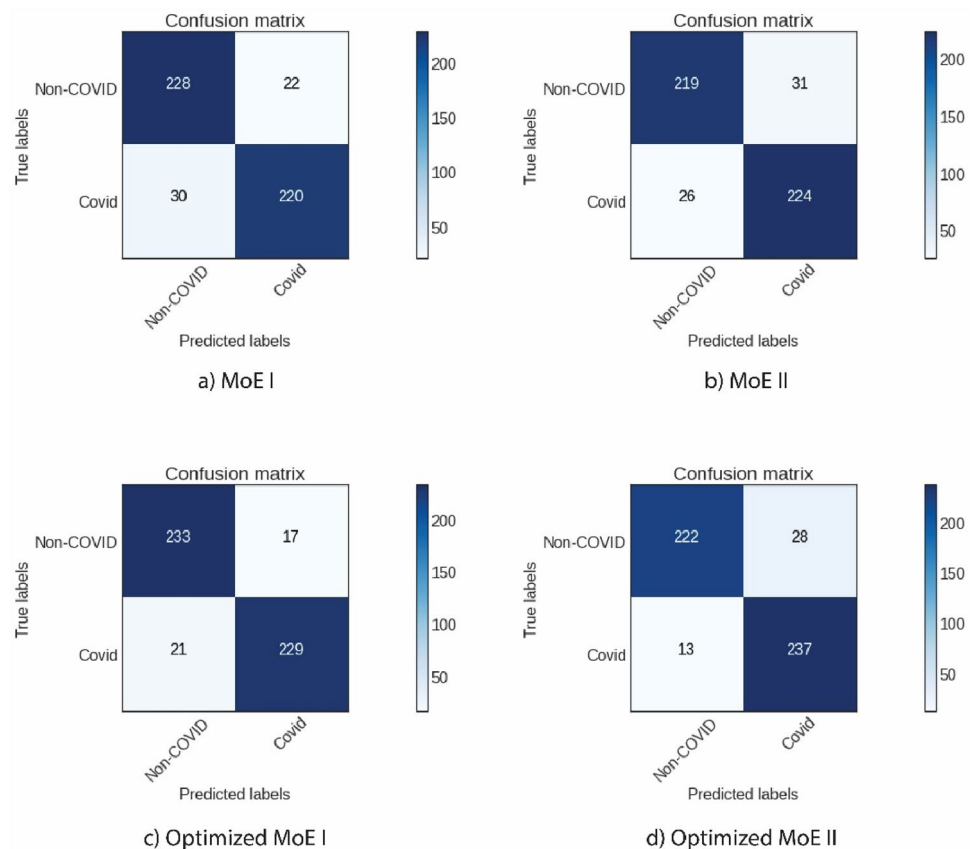 Confusion matrix
Non-COVID 228 22 200
150
True labels
100
Covid 30 220
50
Non-COVID Covid
Predicted labels
a) MoE I
Confusion matrix
Non-COVID 219 31 200
150
True labels
100
Covid 26 224
50
Non-COVID Covid
Predicted labels
b) MoE II
Confusion matrix
Non-COVID 233 17 200
150
True labels
100
Covid 21 229
50
Non-COVID Covid
Predicted labels
c) Optimized MoE I
Confusion matrix
Non-COVID 222 28 200
150
True labels
100
Covid 13 237
50
Non-COVID Covid
Predicted labels
d) Optimized MoE II